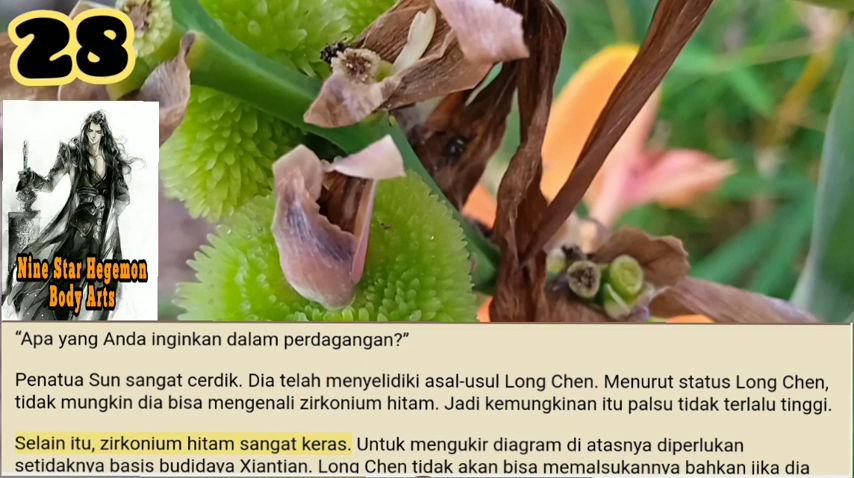 28
Nine Star Hegemon
Body Arts
“Apa yang Anda inginkan dalam perdagangan?”
Penatua Sun sangat cerdik. Dia telah menyelidiki asal-usul Long Chen. Menurut status Long Chen,
tidak mungkin dia bisa mengenali zirkonium hitam. Jadi kemungkinan itu palsu tidak terlalu tinggi.
Selain itu, zirkonium hitam sangat keras. Untuk mengukir diagram di atasnya diperlukan
setidaknya basis budidaya Xiantian. Long Chen tidak akan bisa memalsukannya bahkan jika dia